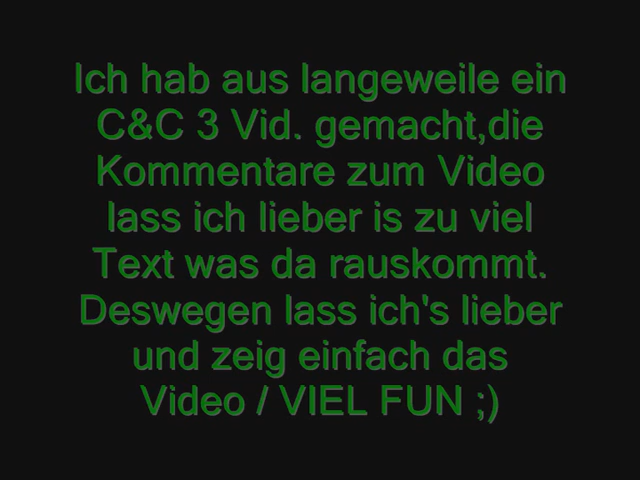 Ich hab aus langeweile ein
C&C 3 Vid. gemacht,die
Kommentare zum Video
lass ich lieber is zu viel
Text was da rauskommt.
Deswegen lass ich's lieber
und zeig einfach das
Video / VIEL FUN ;)